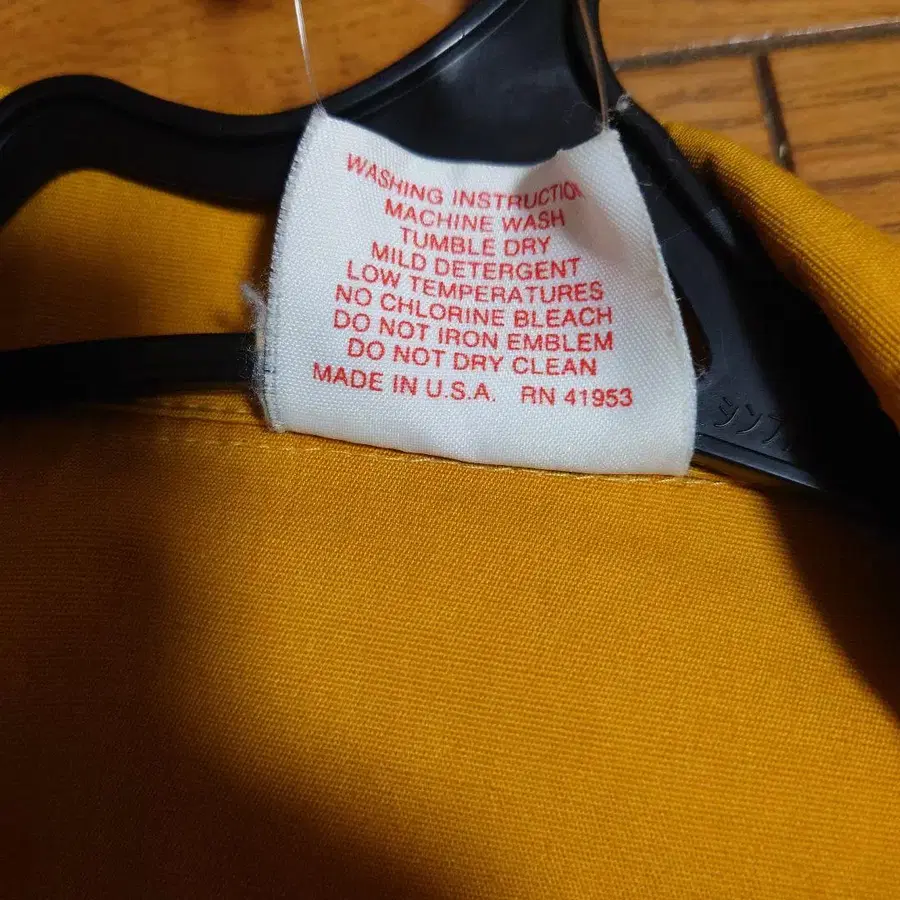 WASHING INSTRUCTION
MACHINE WASH
TUMBLE DRY
MILD DETERGENT
LOW TEMPERATURES
NO CHLORINE BLEACH
DO NOT IRON EMBLEM
DO NOT DRY CLEAN
MADE IN U.S.A. RN 41953